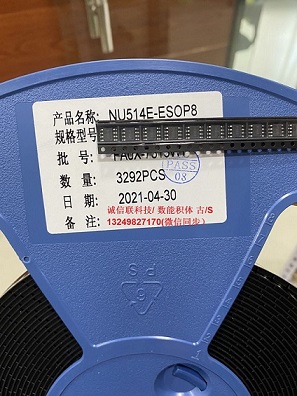 产品名称: NU514E-ESOP8
规格型号
批 号:
数 量: 3292PCS
日 期: 2021-04-30
备 注: 诚信联科技/ 数能积体 古/S
13249827170(微信同步)
PASS
08
PS
6